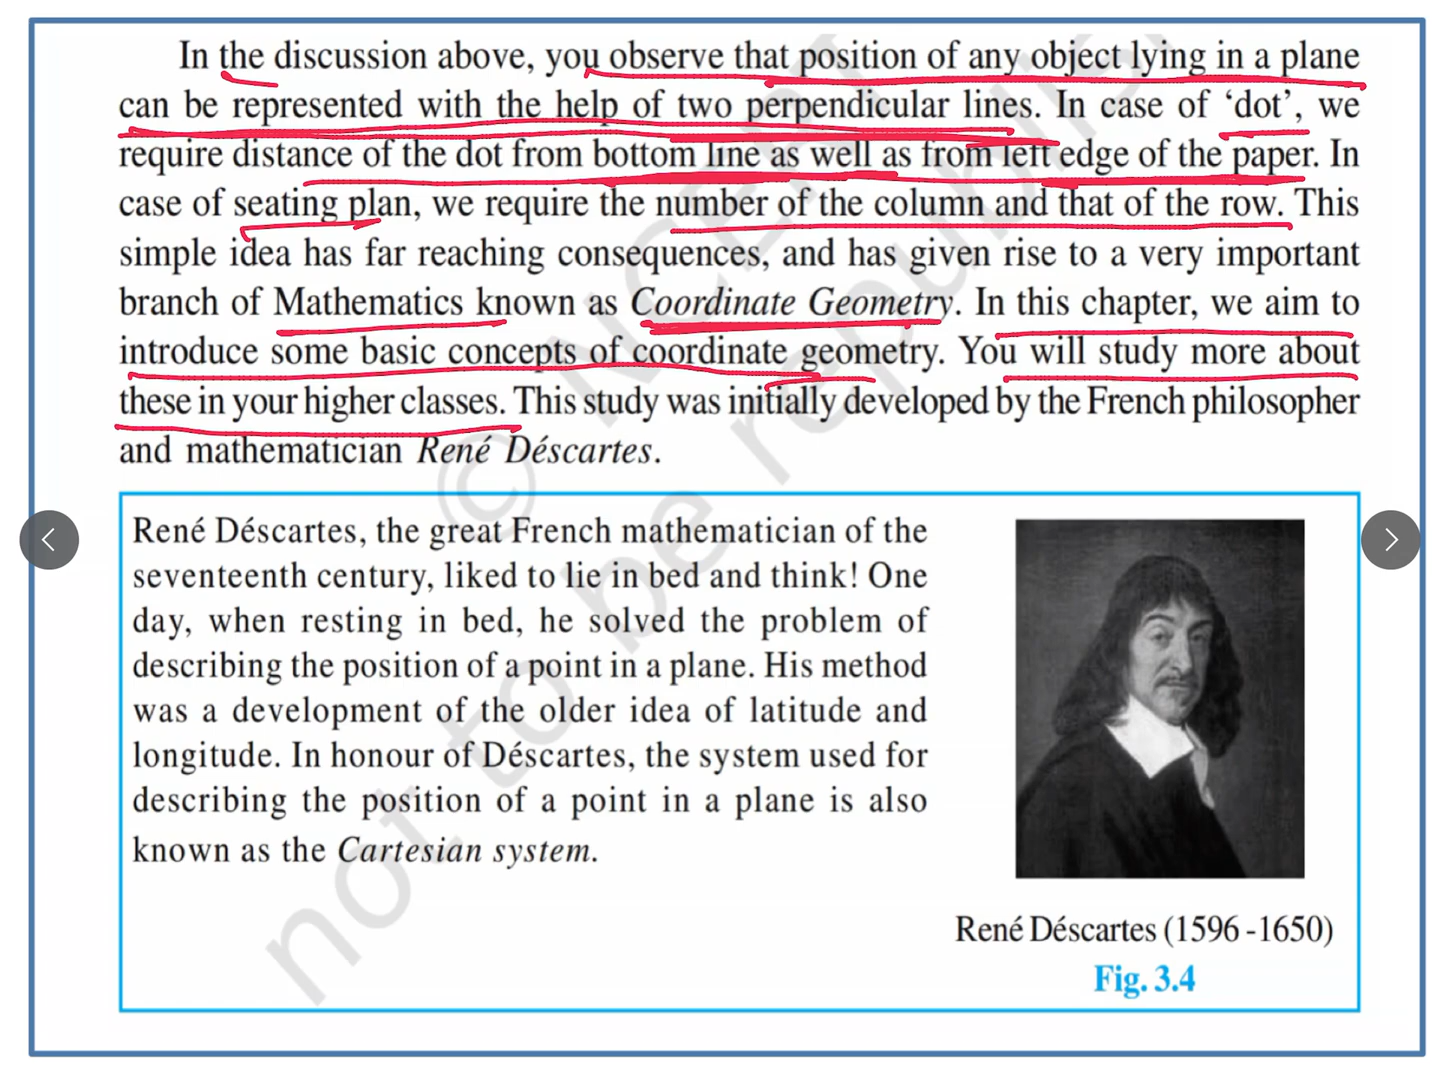 In the discussion above, you observe that position of any object lying in a plane
can be represented with the help of two perpendicular lines. In case of ‘dot’, we
require distance of the dot from bottom line as well as from left edge of the paper. In
case of seating plan, we require the number of the column and that of the row. This
simple idea has far reaching consequences, and has given rise to a very important
branch of Mathematics known as Coordinate Geometry. In this chapter, we aim to
introduce some basic concepts of coordinate geometry. You will study more about
these in your higher classes. This study was initially developed by the French philosopher
and mathematician René Déscartes.
René Déscartes, the great French mathematician of the
seventeenth century, liked to lie in bed and think! One
day, when resting in bed, he solved the problem of
describing the position of a point in a plane. His method
was a development of the older idea of latitude and
longitude. In honour of Déscartes, the system used for
describing the position of a point in a plane is also
known as the Cartesian system.
René Déscartes (1596 -1650)
Fig. 3.4
© NCERT
not to be republis